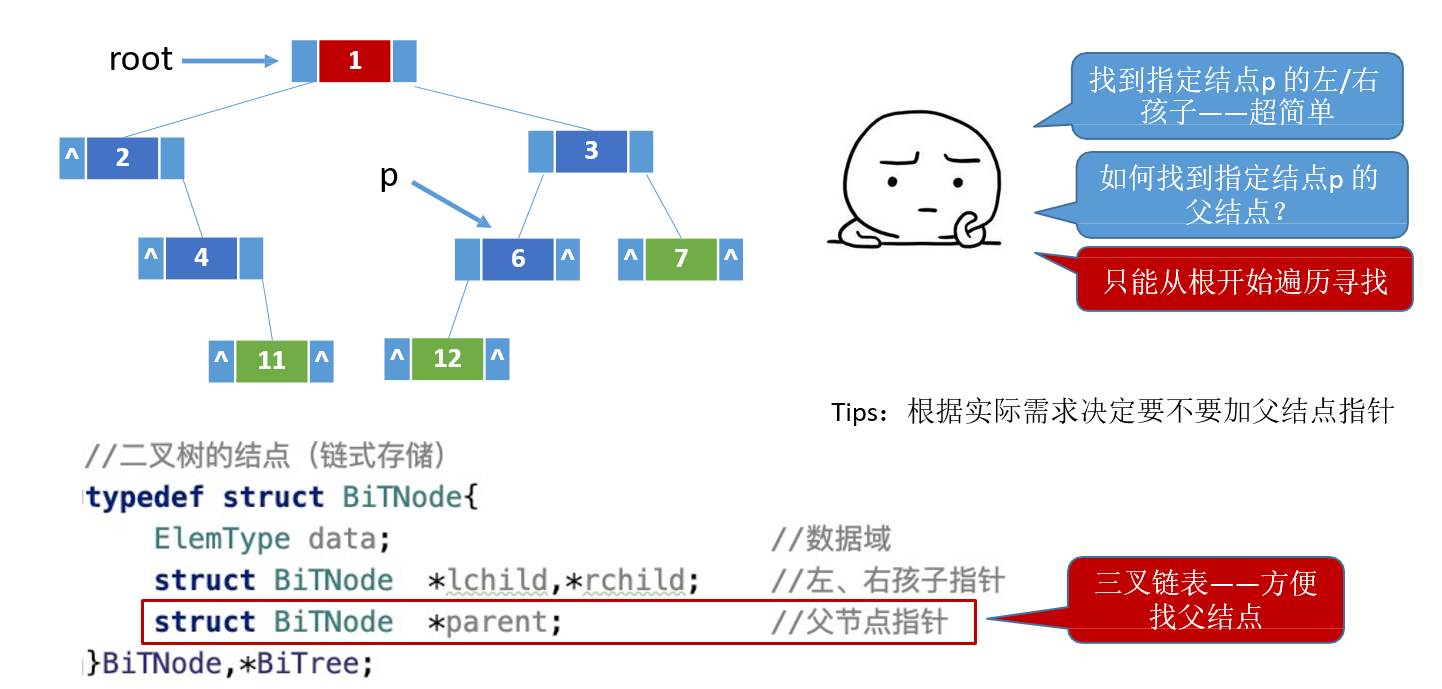 root
1
^ 2
3
p
^ 4
6 ^
^ 7 ^
^ 11 ^
^ 12 ^
找到指定结点p 的左/右
孩子——超简单
如何找到指定结点p 的
父结点？
只能从根开始遍历寻找
Tips：根据实际需求决定要不要加父结点指针
//二叉树的结点（链式存储）
typedef struct BiTNode{
ElemType data; //数据域
struct BiTNode *lchild,*rchild; //左、右孩子指针
struct BiTNode *parent; //父节点指针
}BiTNode,*BiTree;
三叉链表——方便
找父结点